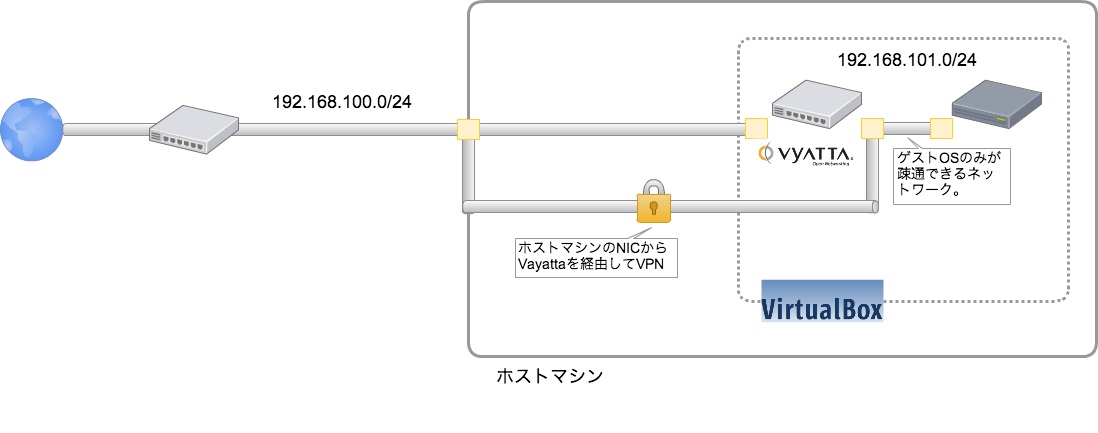 192.168.101.0/24
192.168.100.0/24
VYATTA.
Open Networking
ゲストOSのみが
疎通できるネッ
トワーク。
ホストマシンのNICから
Vayattaを経由してVPN
VirtualBox
ホストマシン